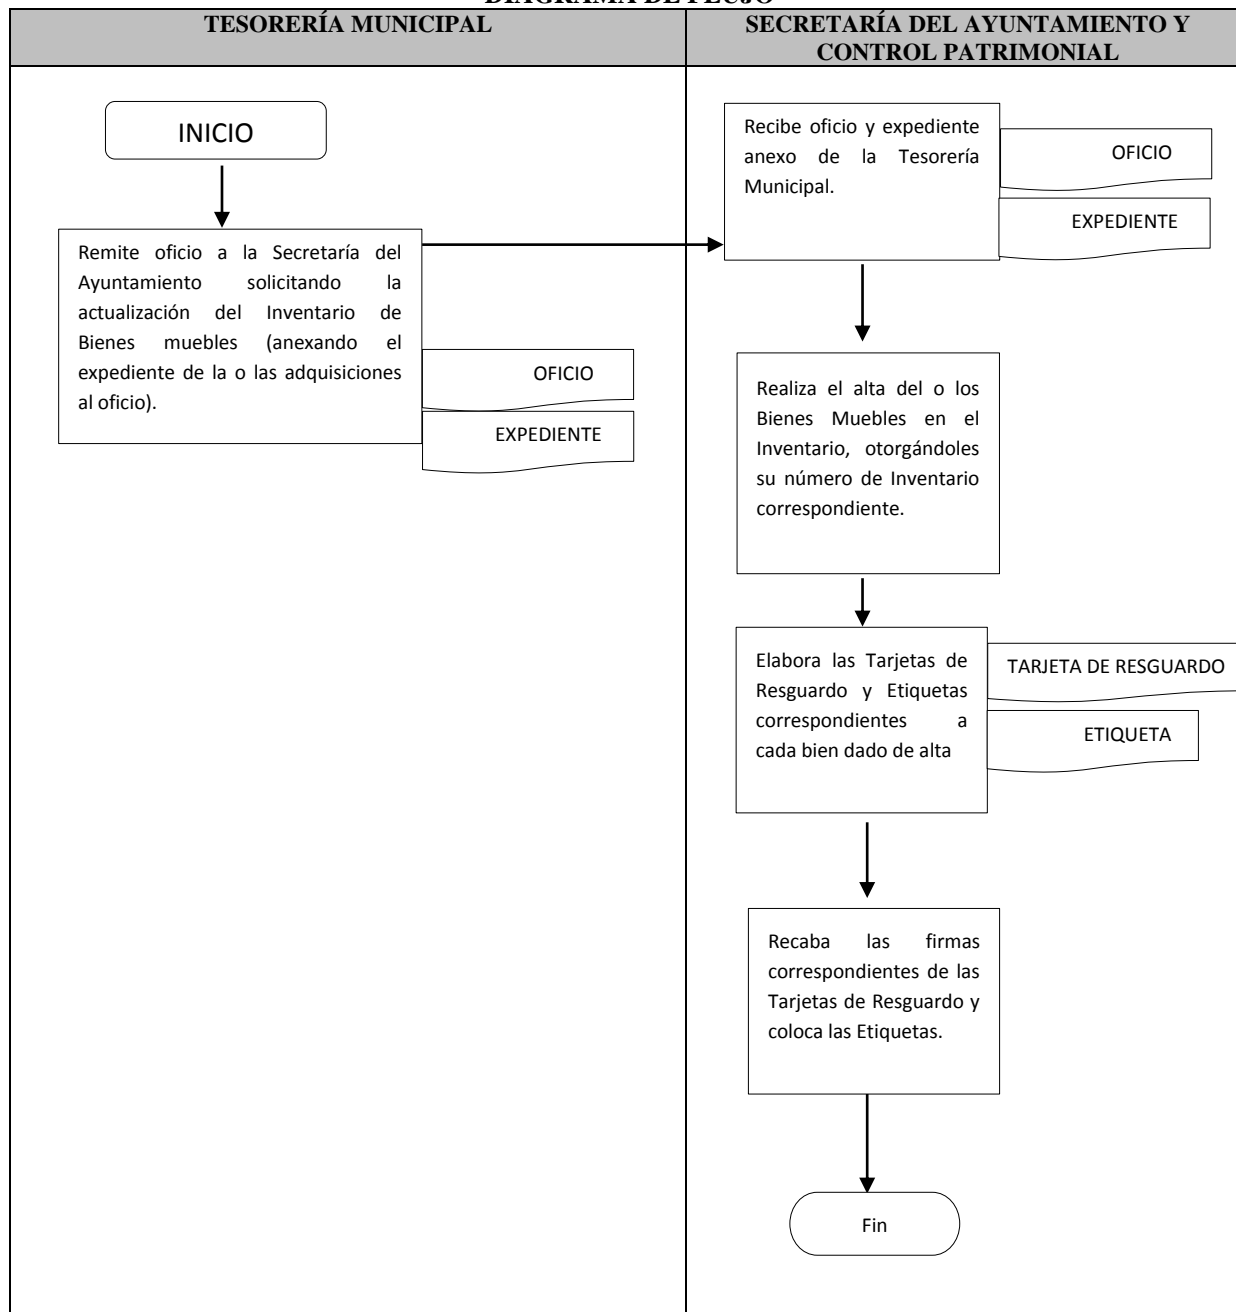 DIAGRAMA DE FLUJO
TESORERÍA MUNICIPAL
SECRETARÍA DEL AYUNTAMIENTO Y
CONTROL PATRIMONIAL
INICIO
Remite oficio a la Secretaría del
Ayuntamiento solicitando la
actualización del Inventario de
Bienes muebles (anexando el
expediente de la o las adquisiciones
al oficio).
OFICIO
EXPEDIENTE
Recibe oficio y expediente
anexo de la Tesorería
Municipal.
OFICIO
EXPEDIENTE
Realiza el alta del o los
Bienes Muebles en el
Inventario, otorgándoles
su número de Inventario
correspondiente.
Elabora las Tarjetas de
Resguardo y Etiquetas
correspondientes a
cada bien dado de alta
TARJETA DE RESGUARDO
ETIQUETA
Recaba las firmas
correspondientes de las
Tarjetas de Resguardo y
coloca las Etiquetas.
Fin